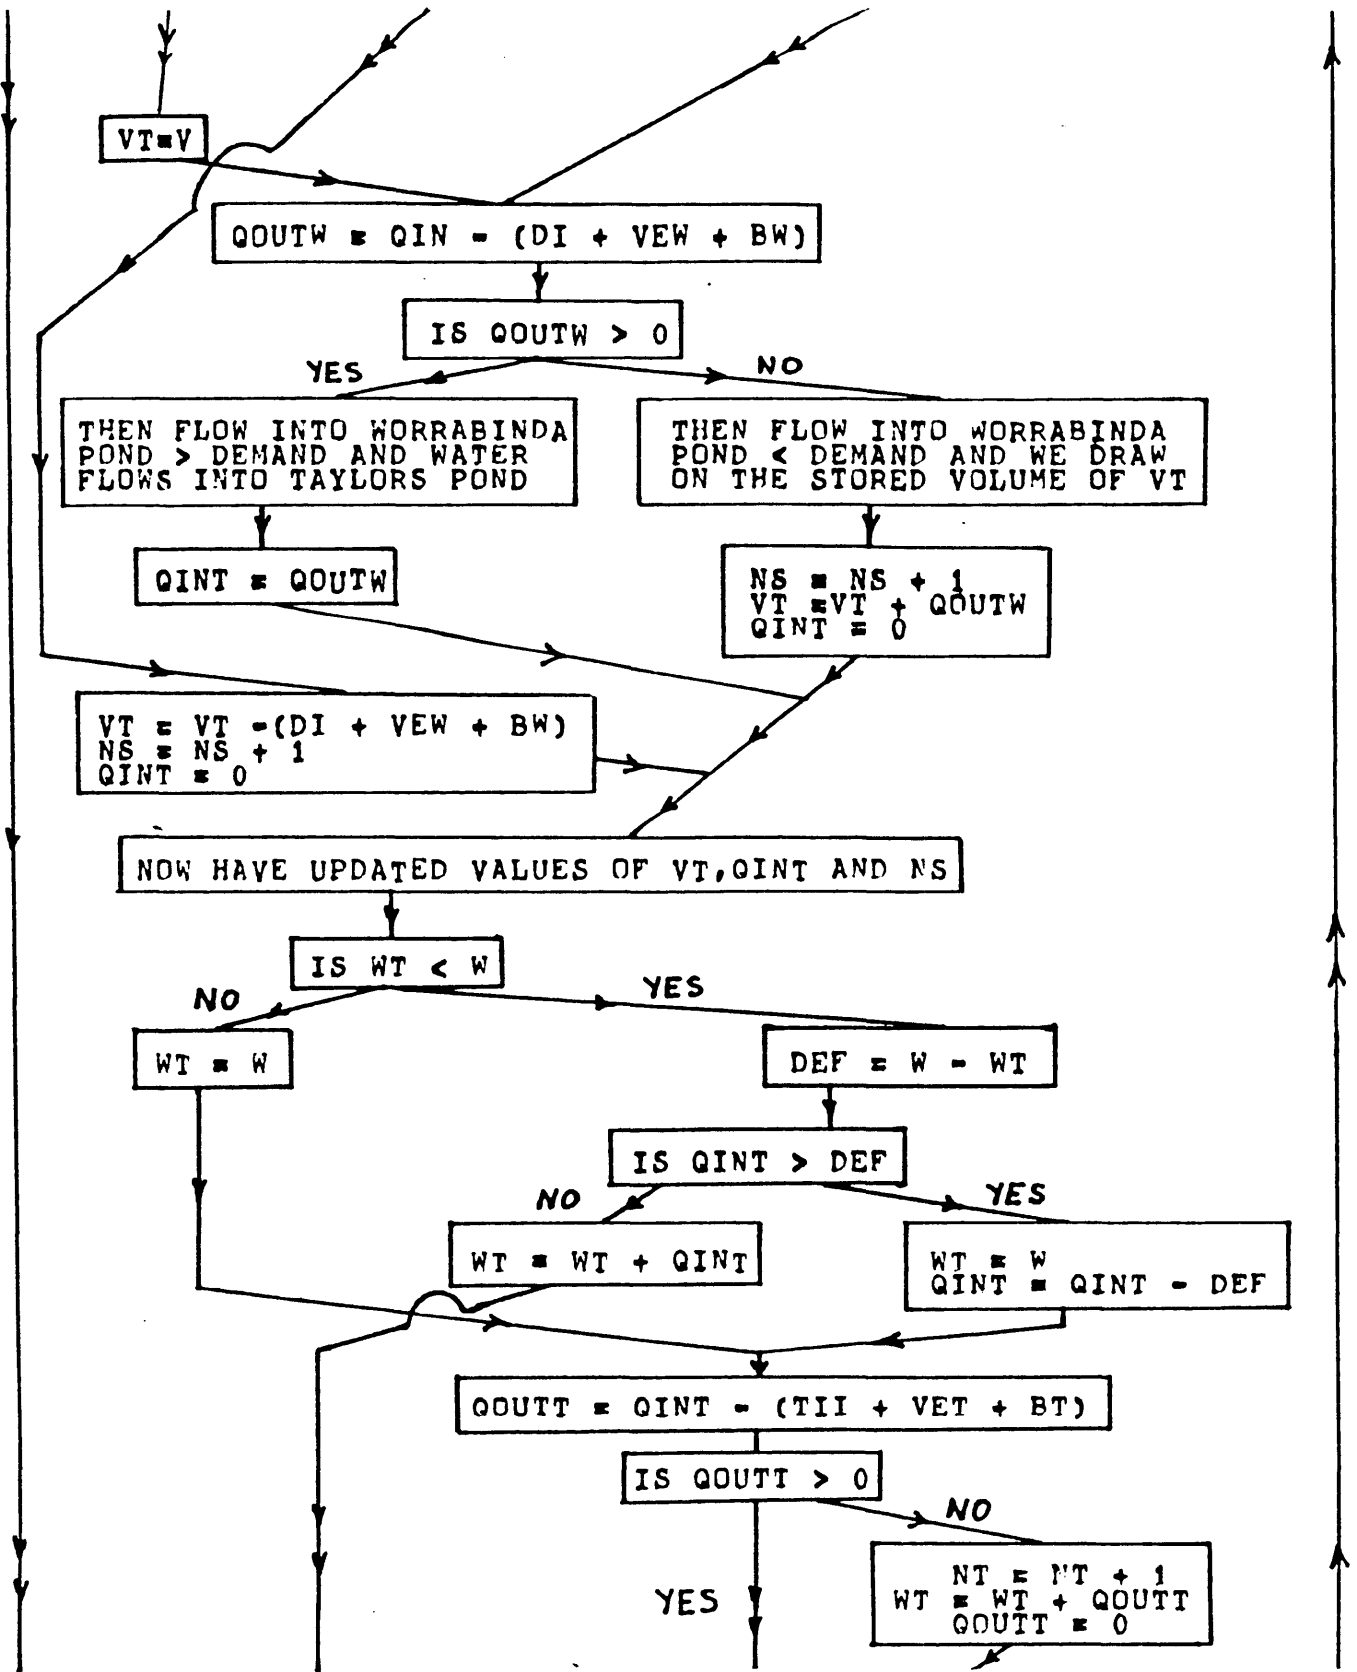 VT=V
QOUTW = QIN - (DI + VEW + BW)
IS QOUTW > 0
YES
NO
THEN FLOW INTO WORRABINDA
POND > DEMAND AND WATER
FLOWS INTO TAYLORS POND
THEN FLOW INTO WORRABINDA
POND < DEMAND AND WE DRAW
ON THE STORED VOLUME OF VT
QINT = QOUTW
NS = NS + 1
VT =VT + QOUTW
QINT = 0
VT = VT -(DI + VEW + BW)
NS = NS + 1
QINT = 0
NOW HAVE UPDATED VALUES OF VT,QINT AND NS
IS WT < W
NO
YES
WT = W
DEF = W - WT
IS QINT > DEF
NO
YES
WT = WT + QINT
WT = W
QINT = QINT - DEF
QOUTT = QINT - (TII + VET + BT)
IS QOUTT > 0
NO
YES
NT = NT + 1
WT = WT + QOUTT
QOUTT = 0